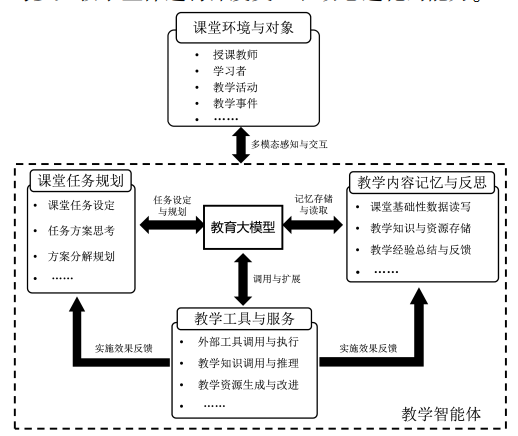 课堂环境与对象
• 授课教师
• 学习者
• 教学活动
• 教学事件
• ……
多模态感知与交互
课堂任务规划
• 课堂任务设定
• 任务方案思考
• 方案分解规划
• ……
任务设定
与规划
教育大模型
记忆存储
与读取
教学内容记忆与反思
• 课堂基础性数据读写
• 教学知识与资源存储
• 教学经验总结与反馈
• ……
调用与扩展
教学工具与服务
• 外部工具调用与执行
• 教学知识调用与推理
• 教学资源生成与改进
• ……
实施效果反馈
实施效果反馈
教学智能体